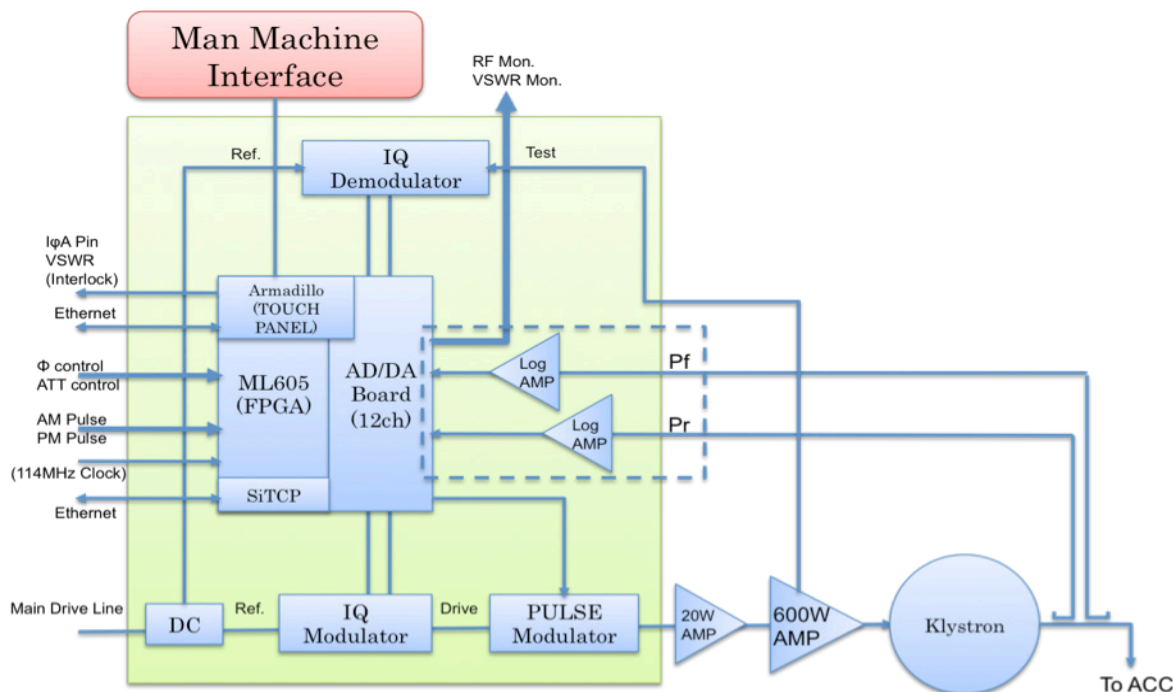 Man Machine
Interface
RF Mon.
VSWR Mon.
Ref.
IQ
Demodulator
Test
IφA Pin
VSWR
(Interlock)
Ethernet
Armadillo
(TOUCH
PANEL)
Φ control
ATT control
ML605
(FPGA)
AD/DA
Board
(12ch)
Log
AMP
Pf
AM Pulse
PM Pulse
Log
AMP
Pr
(114MHz Clock)
SiTCP
Ethernet
Main Drive Line
DC
Ref.
IQ
Modulator
Drive
PULSE
Modulator
20W
AMP
600W
AMP
Klystron
To ACC